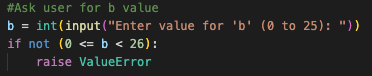 #Ask user for b value
b = int(input("Enter value for 'b' (0 to 25): "))
if not (0 <= b < 26):
    raise ValueError